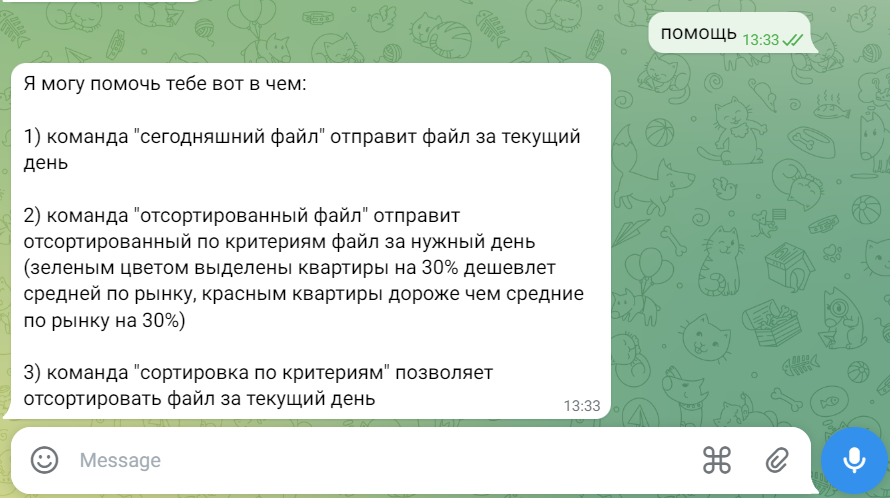 помощь 13:33
Я могу помочь тебе вот в чем:
1) команда "сегодняшний файл" отправит файл за текущий
день
2) команда "отсортированный файл" отправит
отсортированный по критериям файл за нужный день
(зеленым цветом выделены квартиры на 30% дешевлет
средней по рынку, красным квартиры дороже чем средние
по рынку на 30%)
3) команда "сортировка по критериям" позволяет
отсортировать файл за текущий день
13:33
Message